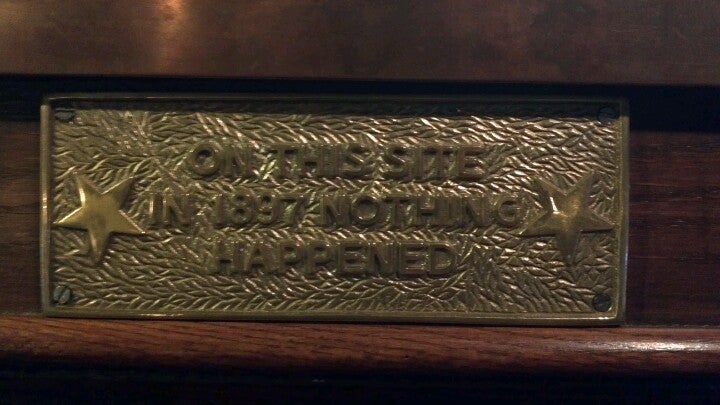 ON THIS SITE
IN 1897 NOTHING
HAPPENED